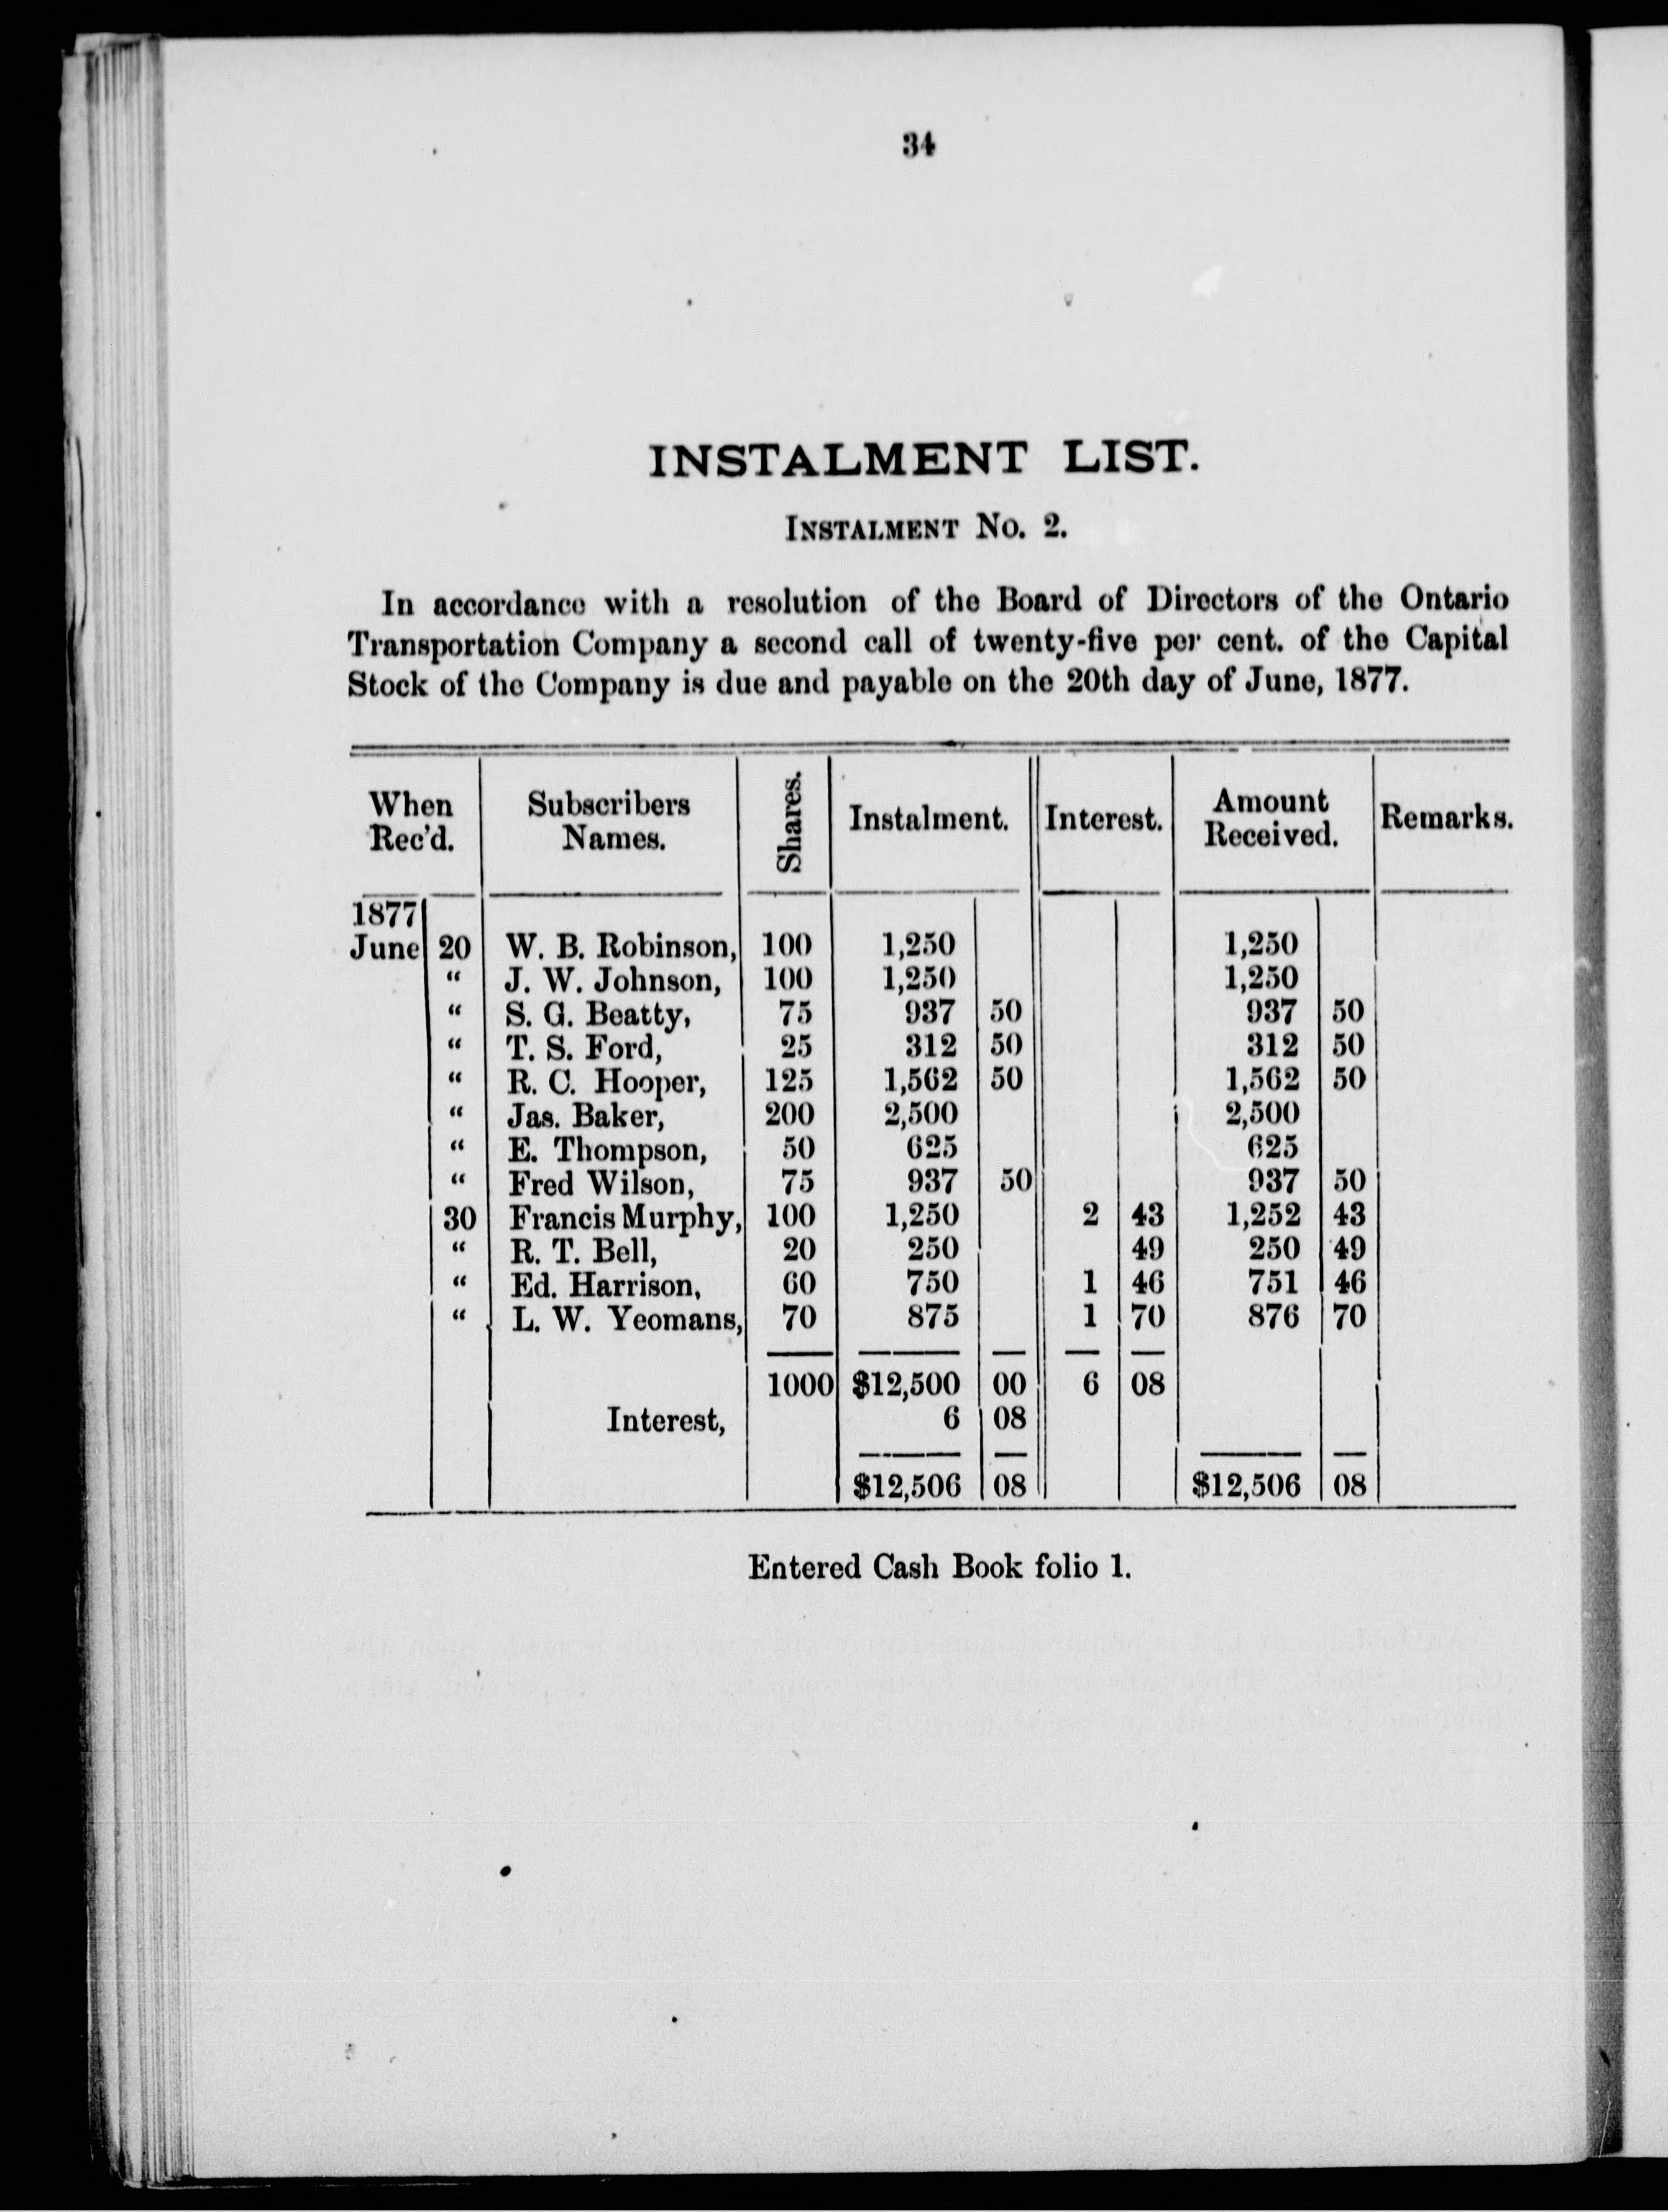 34
INSTALMENT LIST.
INSTALMENT No. 2.
In accordance with a resolution of the Board of Directors of the Ontario
Transportation Company a second call of twenty-five per cent. of the Capital
Stock of the Company is due and payable on the 20th day of June, 1877.
When Rec'd. Subscribers Names. Shares. Instalment. Interest. Amount Received. Remarks.
1877
June 20 W. B. Robinson, 100 1,250 1,250
“ J. W. Johnson, 100 1,250 1,250
“ S. G. Beatty, 75 937 50 937 50
“ T. S. Ford, 25 312 50 312 50
“ R. C. Hooper, 125 1,562 50 1,562 50
“ Jas. Baker, 200 2,500 2,500
“ E. Thompson, 50 625 625
“ Fred Wilson, 75 937 50 937 50
30 Francis Murphy, 100 1,250 2 43 1,252 43
“ R. T. Bell, 20 250 49 250 49
“ Ed. Harrison, 60 750 1 46 751 46
“ L. W. Yeomans, 70 875 1 70 876 70
1000 $12,500 00 6 08
Interest, 6 08
$12,506 08 $12,506 08
Entered Cash Book folio 1.